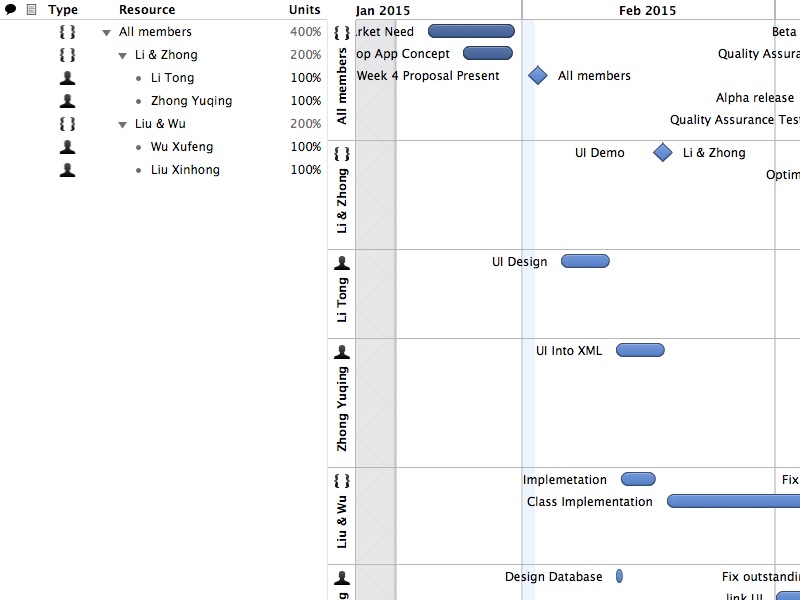 Type Resource Units
All members 400%
Li & Zhong 200%
Li Tong 100%
Zhong Yuqing 100%
Liu & Wu 200%
Wu Xufeng 100%
Liu Xinhong 100%
Jan 2015 Feb 2015
All members
rket Need Beta
op App Concept Quality Assura
Week 4 Proposal Present All members
Alpha release
Quality Assurance Tes
Li & Zhong
UI Demo Li & Zhong
Optim
Li Tong
UI Design
Zhong Yuqing
UI Into XML
Liu & Wu
Implemetation Fix
Class Implementation
Design Database Fix outstandi
link UI
g